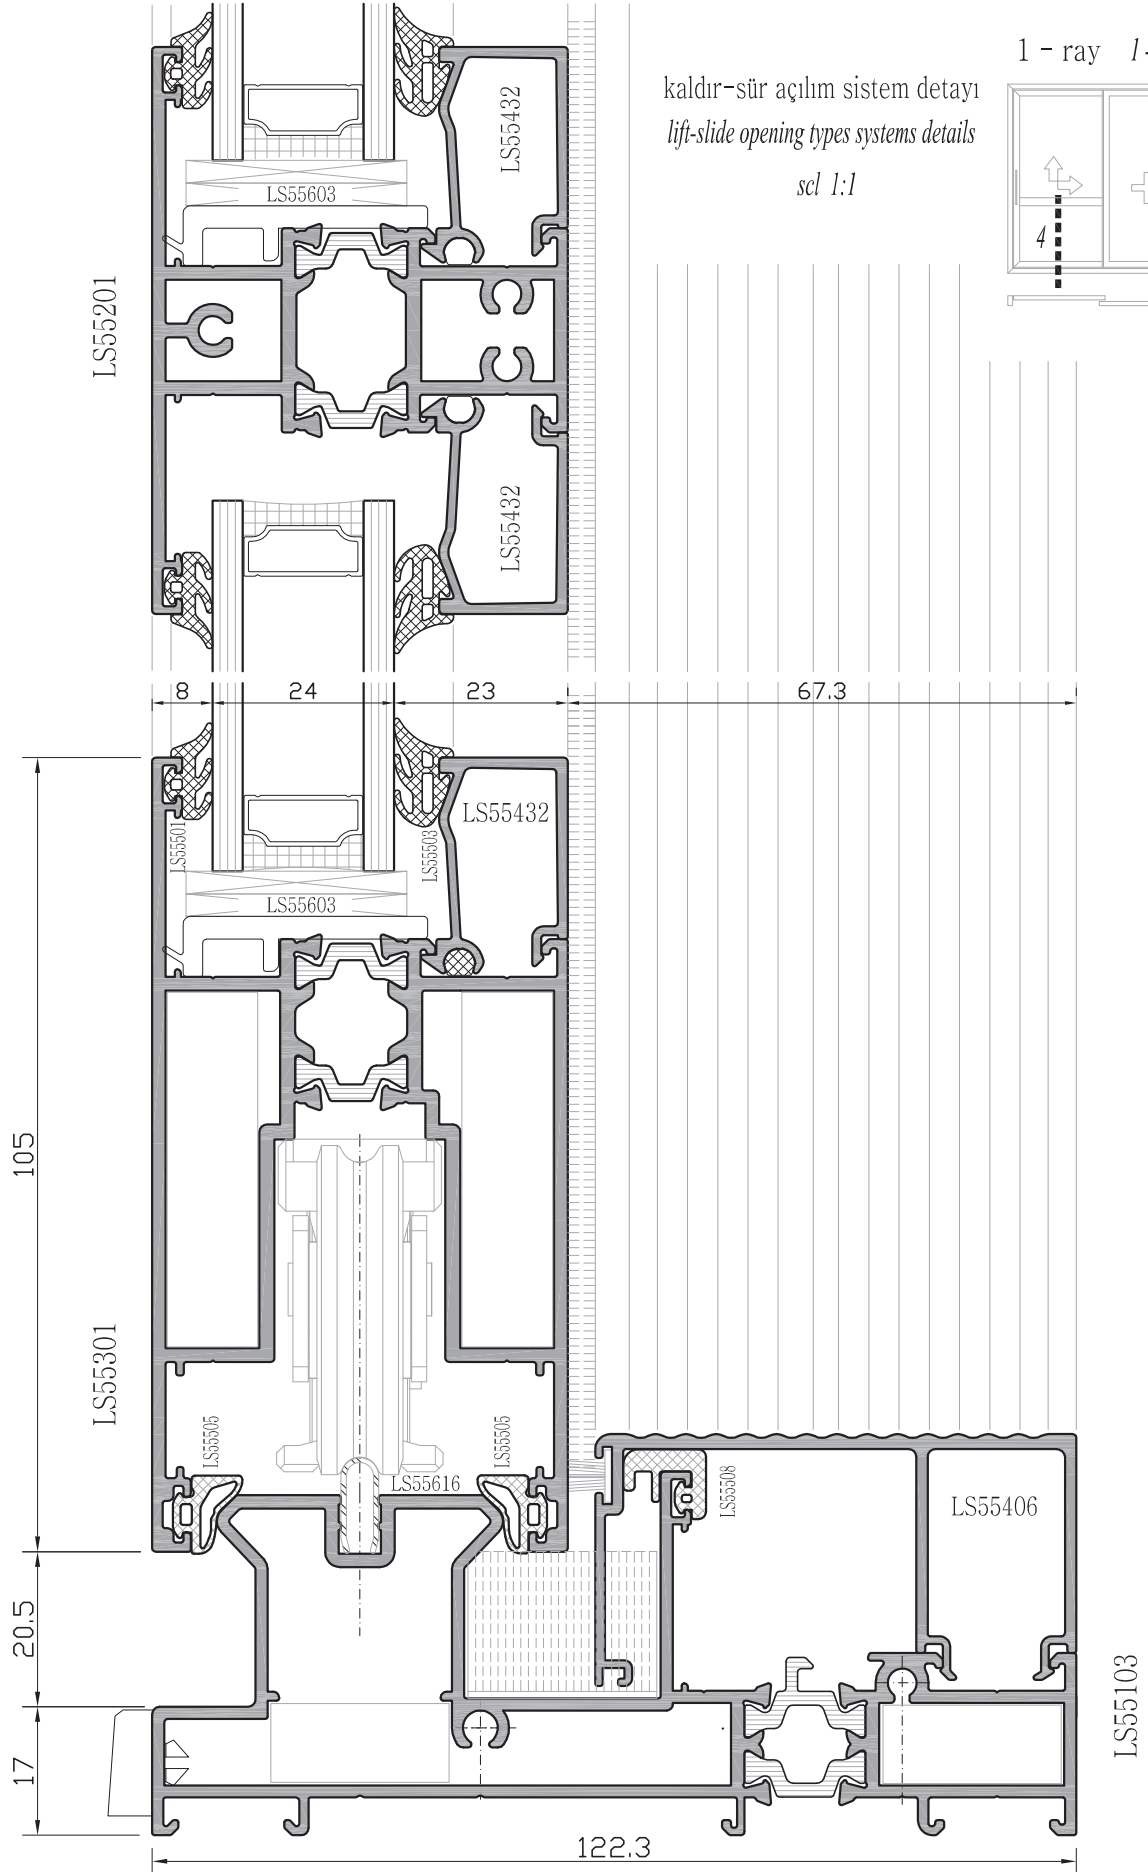 1 - ray
kaldır-sür açılım sistem detayı
lift-slide opening types systems details
scl 1:1
4
LS55432
LS55603
LS55201
LS55432
8
24
23
67.3
LS55432
LS55501
LS55503
LS55603
105
LS55301
LS55505
LS55505
LS55616
LS55508
LS55406
20.5
LS55103
17
122.3